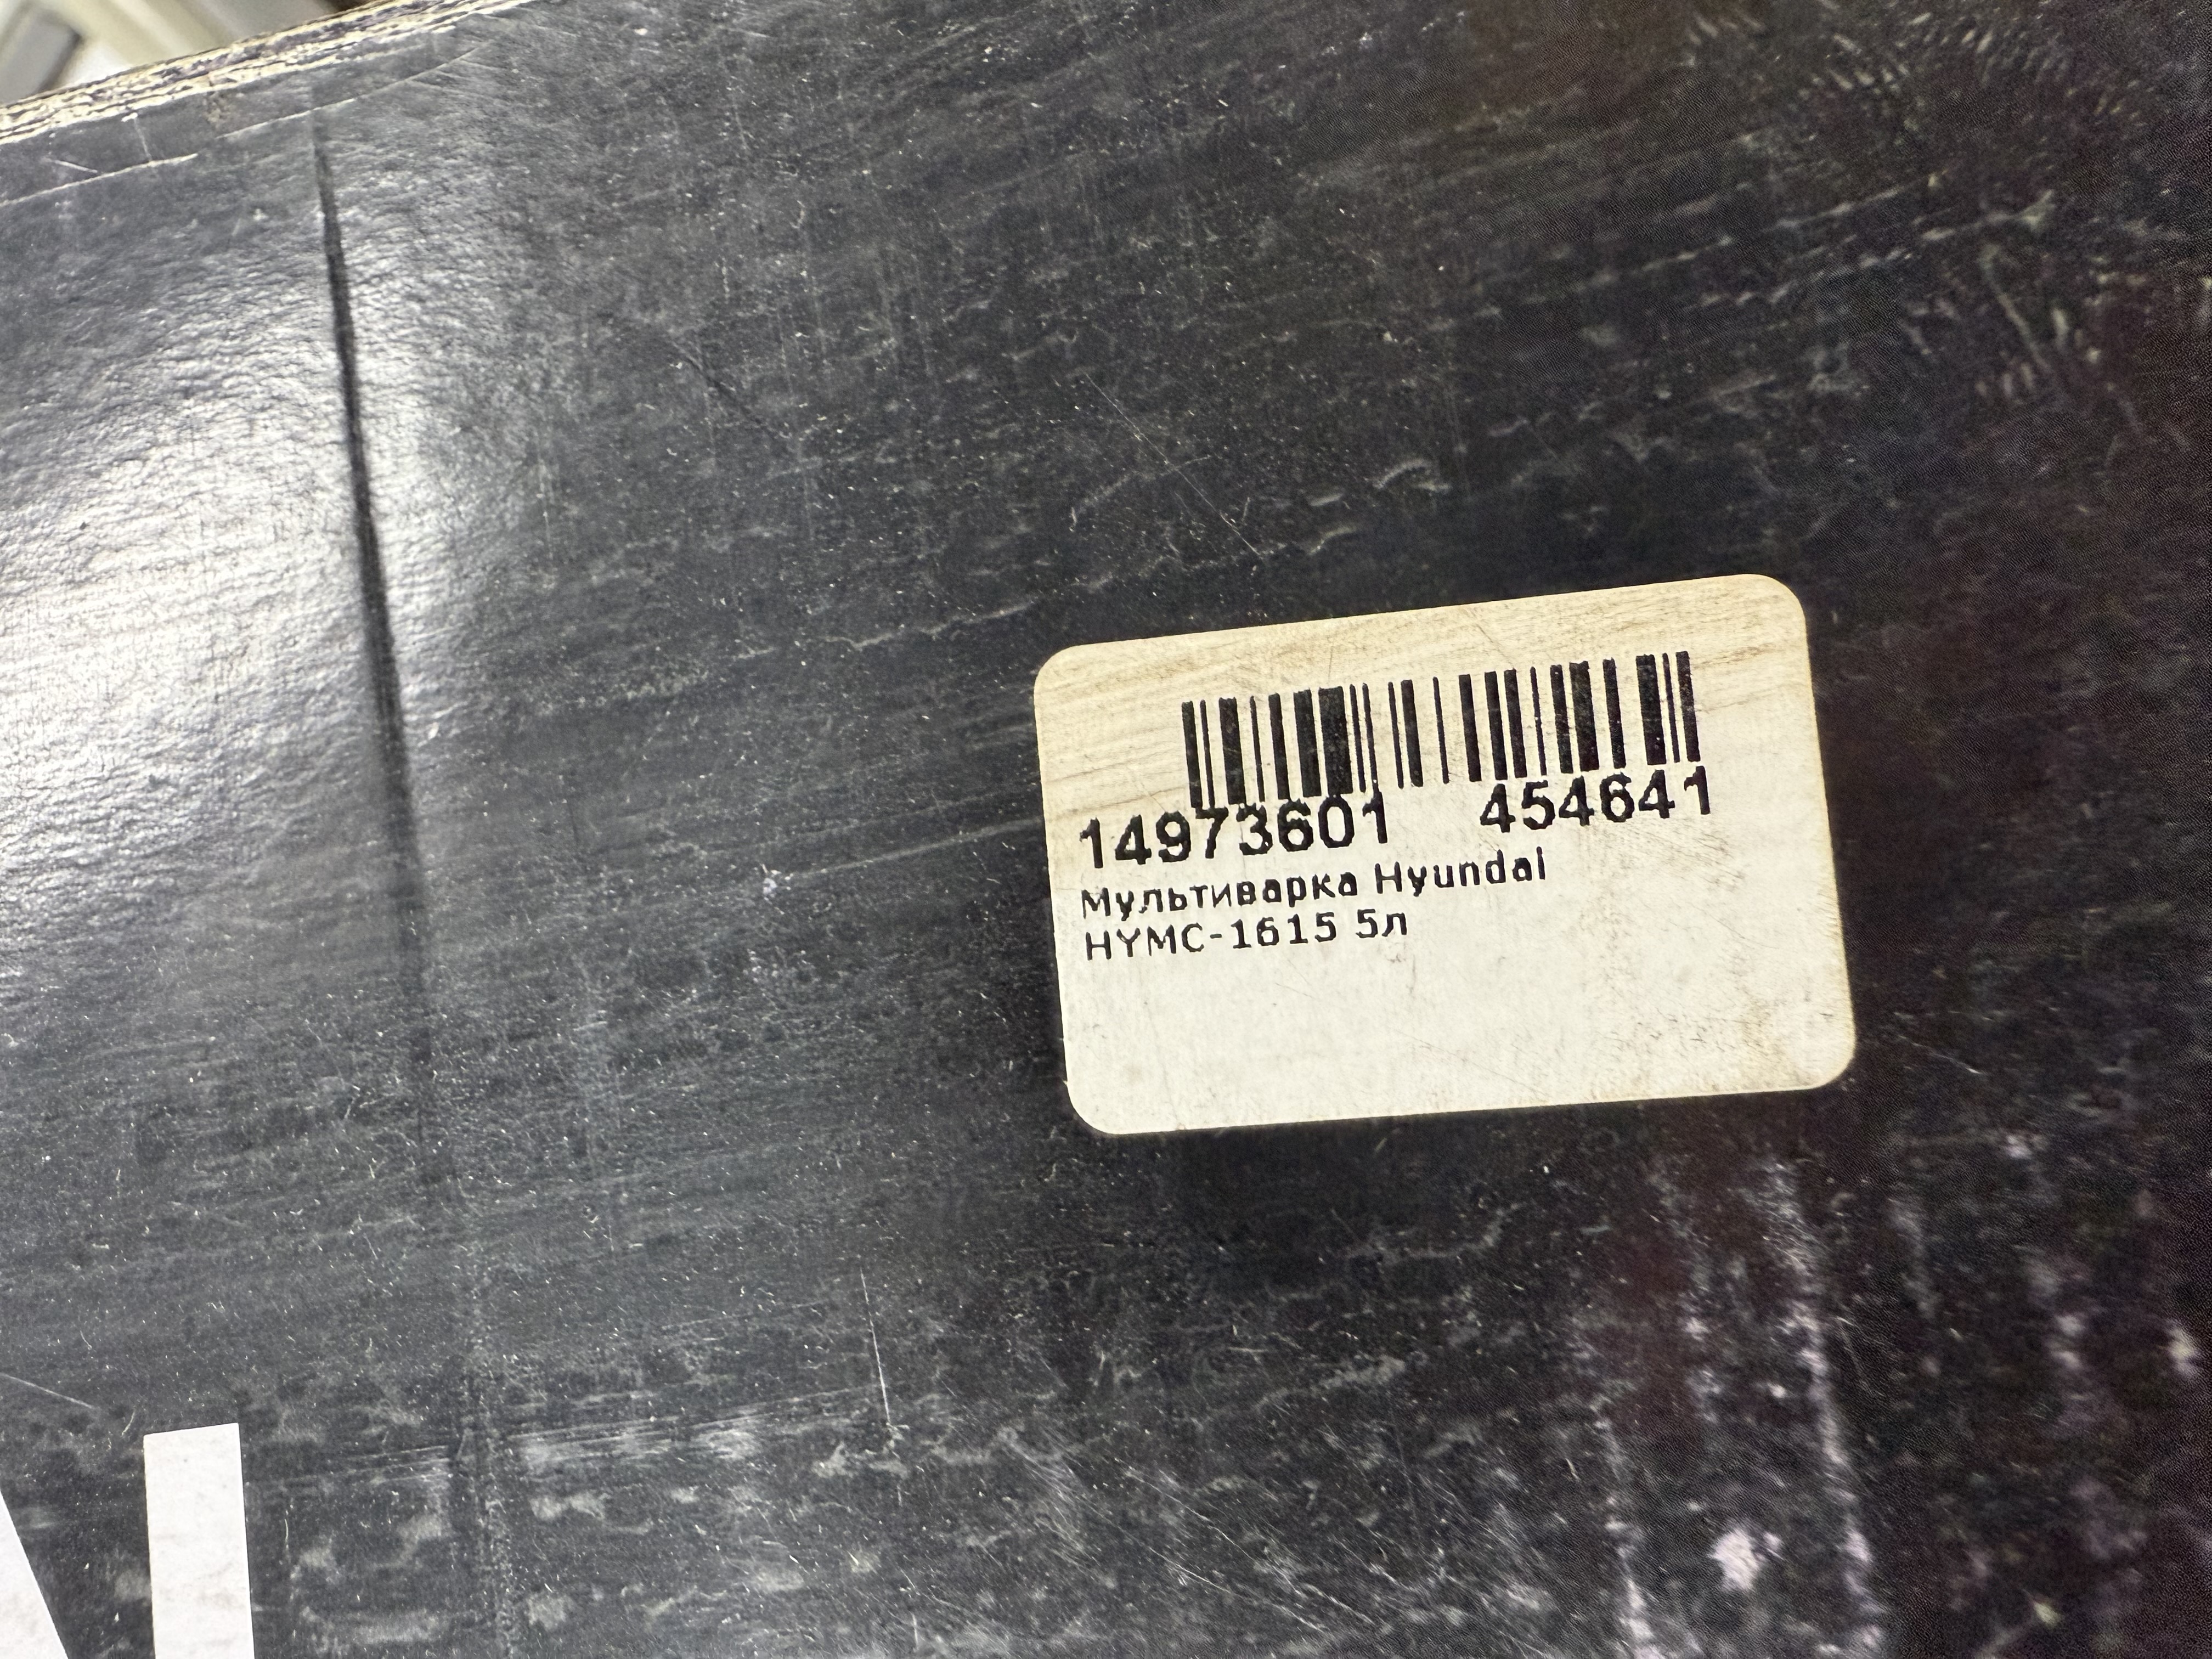 14973601 454641
Мультиварка Hyundai
HYMC-1615 5л